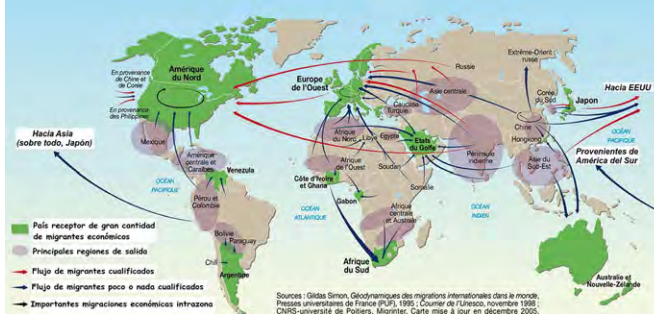 Extrême-Orient
russe
Amérique
du Nord
Russie
En provenance
de Chine et
de Corée
Europe
de l'Ouest
Hacia EEUU
Asie centrale
Corée
du Sud
Japon
Caucase
Turquie
En provenance
des Philippines
Chine
OCÉAN
PACIFIQUE
Hacia Asia
(sobre todo, Japón)
Afrique
du Nord
Libye
Egypte
États
du Golfe
Hongkong
Mexique
Péninsule
indienne
Provenientes de
América del Sur
Amérique
centrale et
Caraïbes
Venezuela
Afrique
de l'Ouest
Soudan
Asie du
Sud-Est
OCÉAN
PACIFIQUE
Côte d'Ivoire
et Ghana
Somalie
Pérou et
Colombie
Gabon
OCÉAN
ATLANTIQUE
Afrique
centrale
et Australe
OCÉAN
INDIEN
País receptor de gran cantidad
de migrantes económicos
Bolivie
Paraguay
Principales regiones de salida
Flujo de migrantes cualificados
Chili
Argentine
Afrique
du Sud
Australie et
Nouvelle-Zélande
Flujo de migrantes poco o nada cualificados
Importantes migraciones económicas intrazona
Sources : Gildas Simon, Géodynamiques des migrations internationales dans le monde,
Presses universitaires de France (PUF), 1995 ; Courrier de l'Unesco, novembre 1998 ;
CNRS-université de Poitiers, Migrinter. Carte mise à jour en décembre 2005.